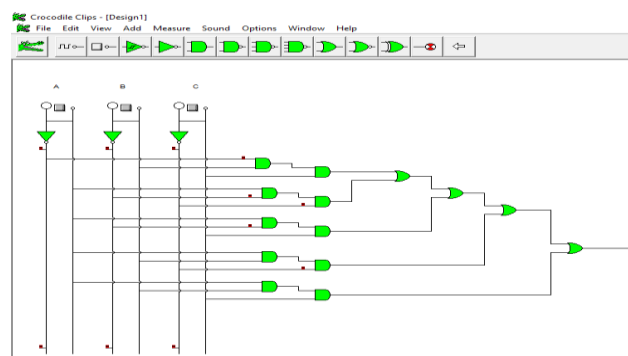 Crocodile Clips - [Design1]
File Edit View Add Measure Sound Options Window Help
A B C